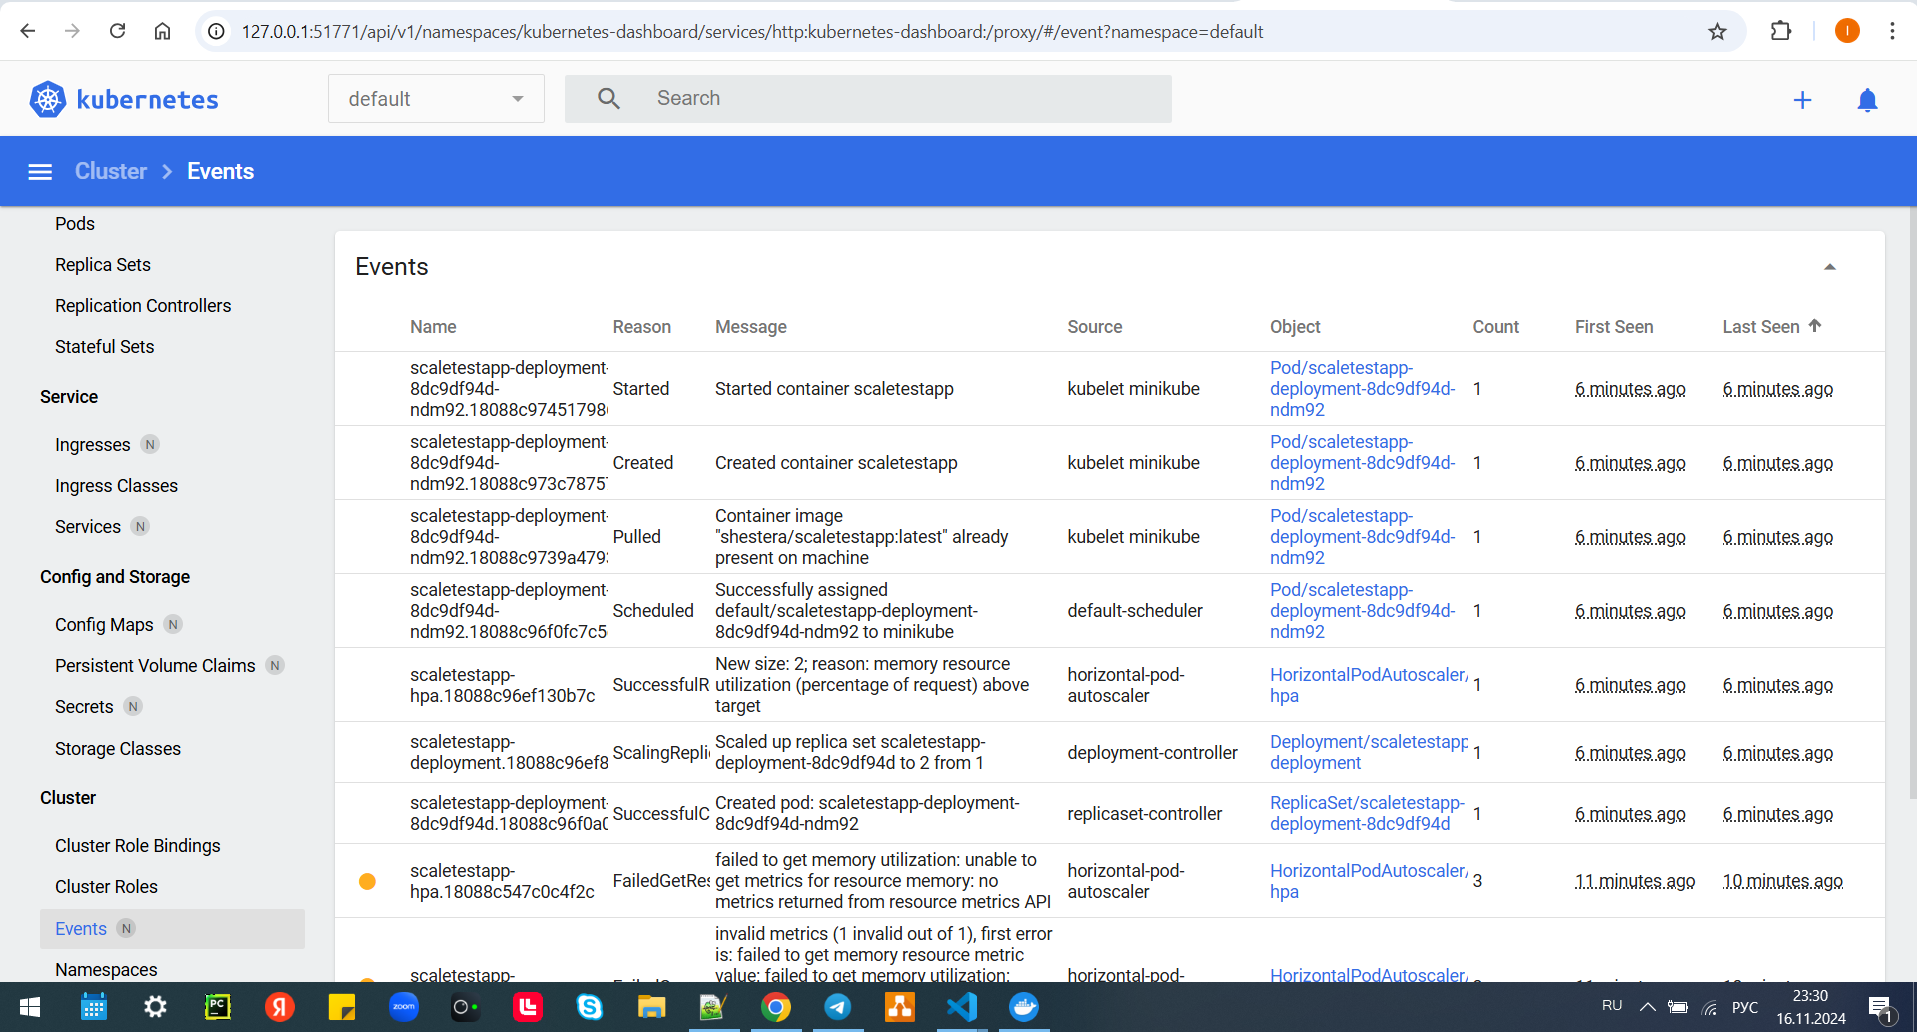 127.0.0.1:51771/api/v1/namespaces/kubernetes-dashboard/services/http:kubernetes-dashboard:/proxy/#/event?namespace=default
I
kubernetes
default
Search
Cluster
Events
Pods
Replica Sets
Replication Controllers
Stateful Sets
Service
Ingresses N
Ingress Classes
Services N
Config and Storage
Config Maps N
Persistent Volume Claims N
Secrets N
Storage Classes
Cluster
Cluster Role Bindings
Cluster Roles
Events N
Namespaces
Events
Name Reason Message Source Object Count First Seen Last Seen
scaletestapp-deployment-
8dc9df94d-
ndm92.18088c97451798
Started
Started container scaletestapp
kubelet minikube
Pod/scaletestapp-
deployment-8dc9df94d-
ndm92
1
6 minutes ago
6 minutes ago
scaletestapp-deployment-
8dc9df94d-
ndm92.18088c973c7875
Created
Created container scaletestapp
kubelet minikube
Pod/scaletestapp-
deployment-8dc9df94d-
ndm92
1
6 minutes ago
6 minutes ago
scaletestapp-deployment-
8dc9df94d-
ndm92.18088c9739a479
Pulled
Container image
"shestera/scaletestapp:latest" already
present on machine
kubelet minikube
Pod/scaletestapp-
deployment-8dc9df94d-
ndm92
1
6 minutes ago
6 minutes ago
scaletestapp-deployment-
8dc9df94d-
ndm92.18088c96f0fc7c5
Scheduled
Successfully assigned
default/scaletestapp-deployment-
8dc9df94d-ndm92 to minikube
default-scheduler
Pod/scaletestapp-
deployment-8dc9df94d-
ndm92
1
6 minutes ago
6 minutes ago
scaletestapp-
hpa.18088c96ef130b7c
SuccessfulR
New size: 2; reason: memory resource
utilization (percentage of request) above
target
horizontal-pod-
autoscaler
HorizontalPodAutoscaler/
hpa
1
6 minutes ago
6 minutes ago
scaletestapp-
deployment.18088c96ef8
ScalingRepli
Scaled up replica set scaletestapp-
deployment-8dc9df94d to 2 from 1
deployment-controller
Deployment/scaletestapp
deployment
1
6 minutes ago
6 minutes ago
scaletestapp-deployment-
8dc9df94d.18088c96f0a0
SuccessfulC
Created pod: scaletestapp-deployment-
8dc9df94d-ndm92
replicaset-controller
ReplicaSet/scaletestapp-
deployment-8dc9df94d
1
6 minutes ago
6 minutes ago
scaletestapp-
hpa.18088c547c0c4f2c
FailedGetRes
failed to get memory utilization: unable to
get metrics for resource memory: no
metrics returned from resource metrics API
horizontal-pod-
autoscaler
HorizontalPodAutoscaler/
hpa
3
11 minutes ago
10 minutes ago
invalid metrics (1 invalid out of 1), first error
is: failed to get memory resource metric
value: failed to get memory utilization:
scaletestapp-
horizontal-pod-
HorizontalPodAutoscaler/
PC
Я
zoom
RU
РУС
23:30
16.11.2024
1